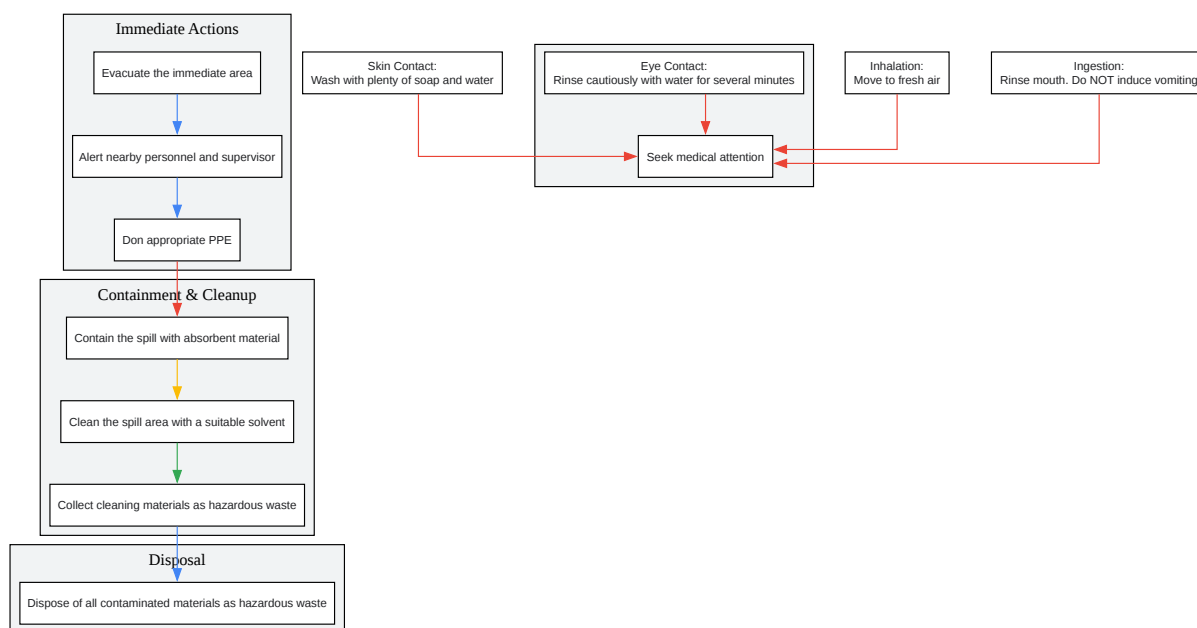 Immediate Actions
Evacuate the immediate area
Alert nearby personnel and supervisor
Don appropriate PPE
Containment & Cleanup
Contain the spill with absorbent material
Clean the spill area with a suitable solvent
Collect cleaning materials as hazardous waste
Disposal
Dispose of all contaminated materials as hazardous waste
Skin Contact:
Wash with plenty of soap and water
Eye Contact:
Rinse cautiously with water for several minutes
Inhalation:
Move to fresh air
Ingestion:
Rinse mouth. Do NOT induce vomiting
Seek medical attention